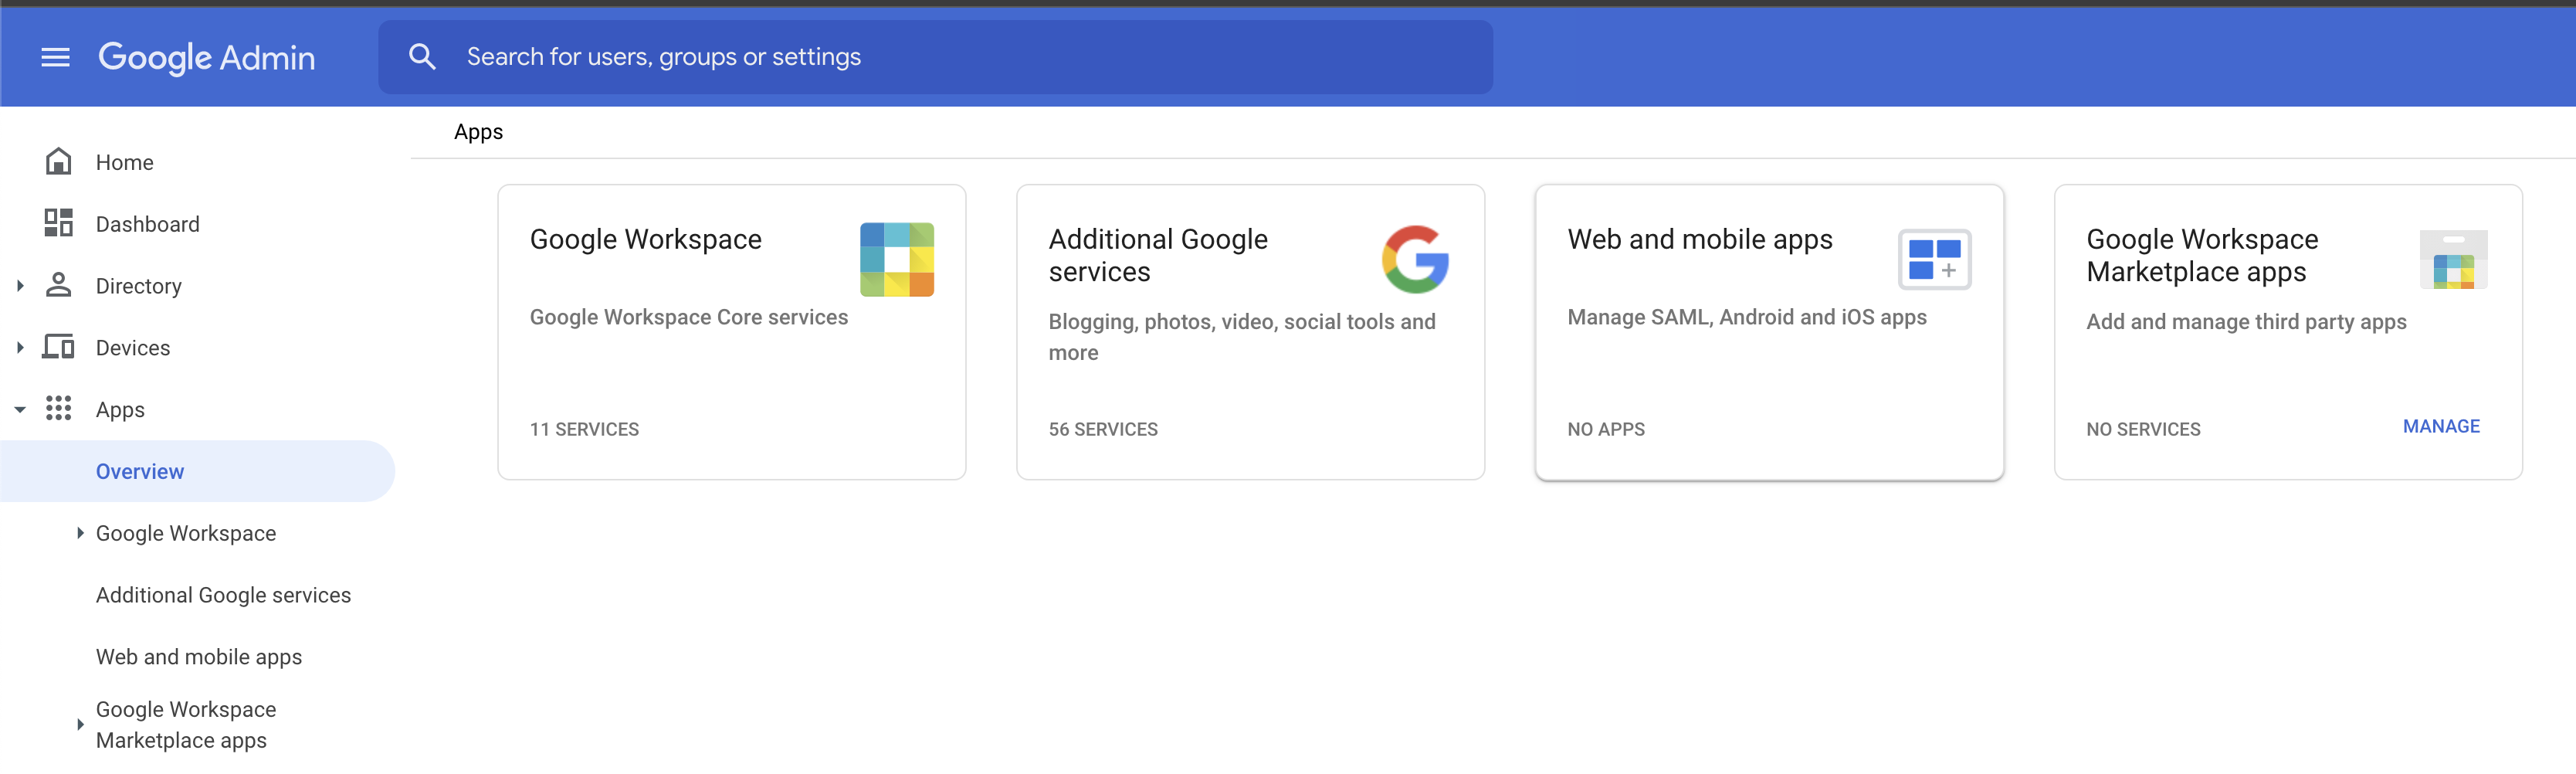 Google Admin
Search for users, groups or settings
Home
Dashboard
Directory
Devices
Apps
Overview
Google Workspace
Additional Google services
Web and mobile apps
Google Workspace
Marketplace apps
Apps
Google Workspace
Google Workspace Core services
11 SERVICES
Additional Google
services
Blogging, photos, video, social tools and
more
56 SERVICES
Web and mobile apps
Manage SAML, Android and iOS apps
NO APPS
Google Workspace
Marketplace apps
Add and manage third party apps
NO SERVICES
MANAGE